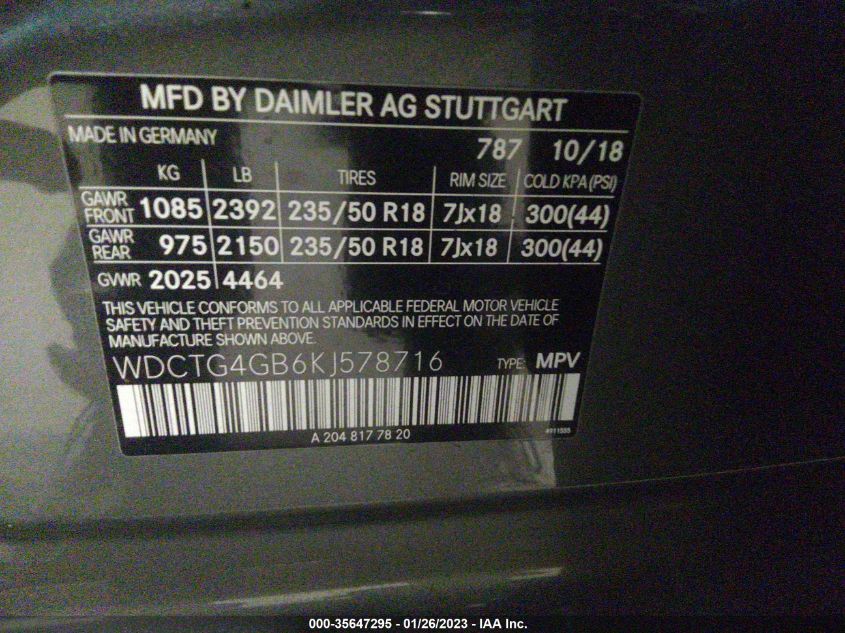 MFD BY DAIMLER AG STUTTGART
MADE IN GERMANY 787 10/18
KG LB TIRES RIM SIZE COLD KPA (PSI)
GAWR FRONT 1085 2392 235/50 R18 7Jx18 300(44)
GAWR REAR 975 2150 235/50 R18 7Jx18 300(44)
GVWR 2025 4464
THIS VEHICLE CONFORMS TO ALL APPLICABLE FEDERAL MOTOR VEHICLE
SAFETY AND THEFT PREVENTION STANDARDS IN EFFECT ON THE DATE OF
MANUFACTURE SHOWN ABOVE.
WDCTG4GB6KJ578716 TYPE: MPV
A 204 817 78 20
000-35647295 - 01/26/2023 - IAA Inc.